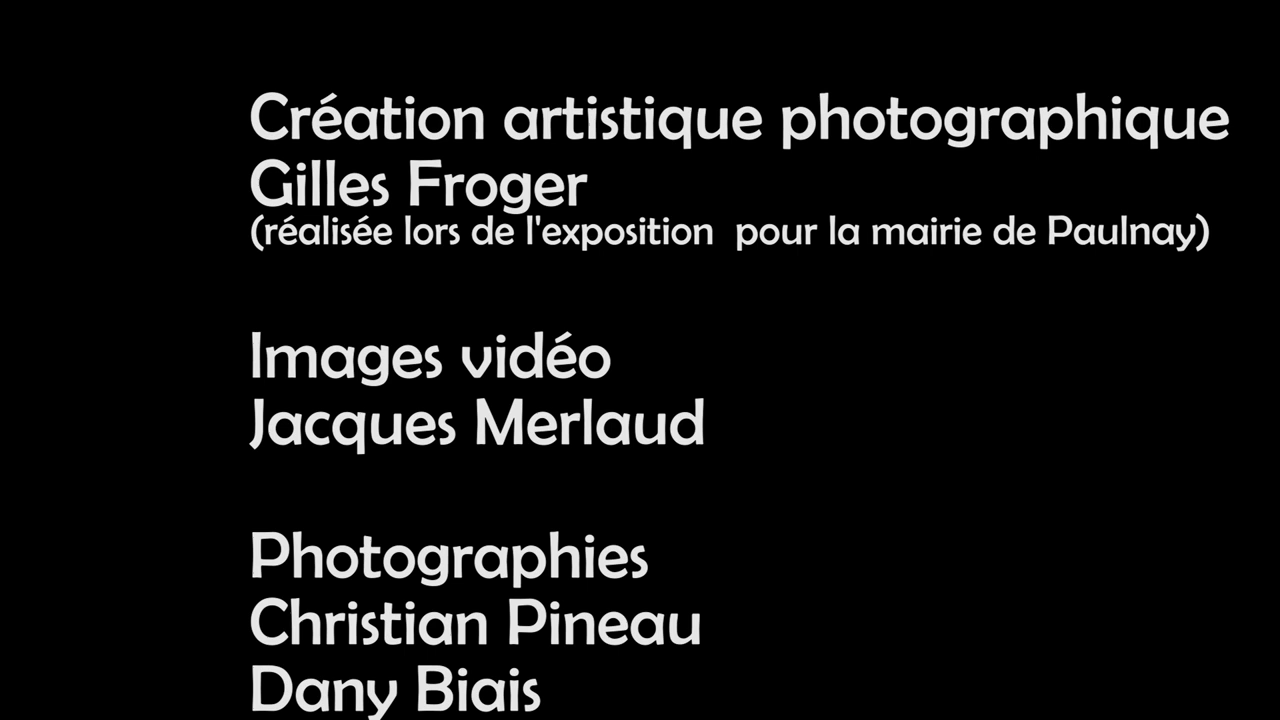 Création artistique photographique
Gilles Froger
(réalisée lors de l'exposition  pour la mairie de Paulnay)
Images vidéo
Jacques Merlaud
Photographies
Christian Pineau
Dany Biais